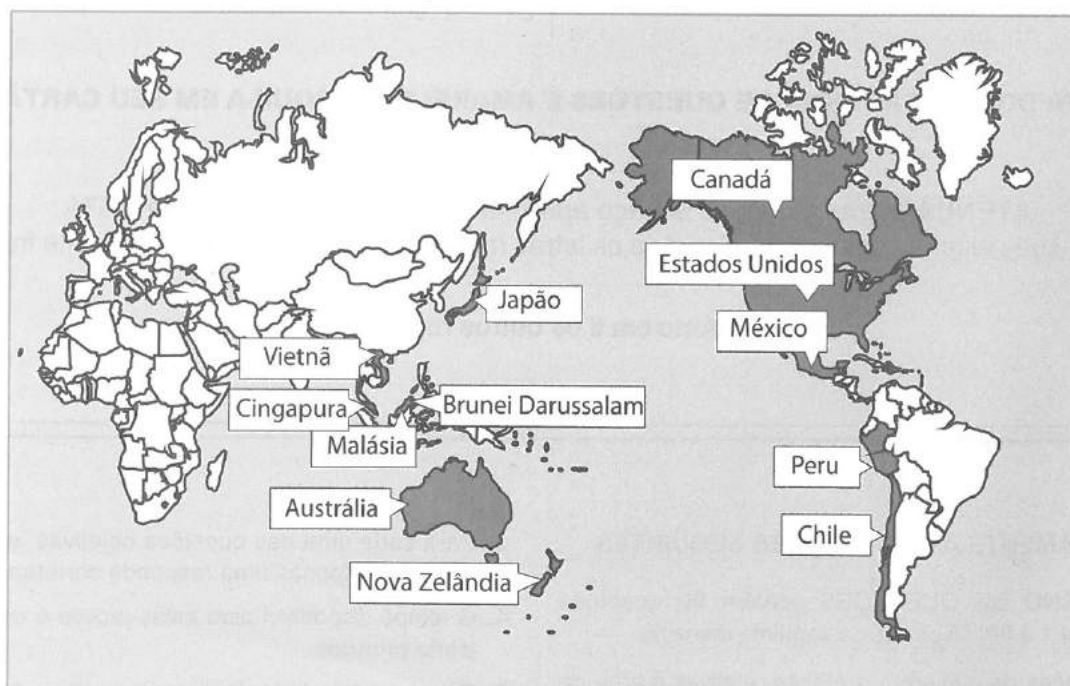 Canadá
Estados Unidos
Japão
México
Vietnã
Cingapura
Brunei Darussalam
Malásia
Peru
Austrália
Chile
Nova Zelândia